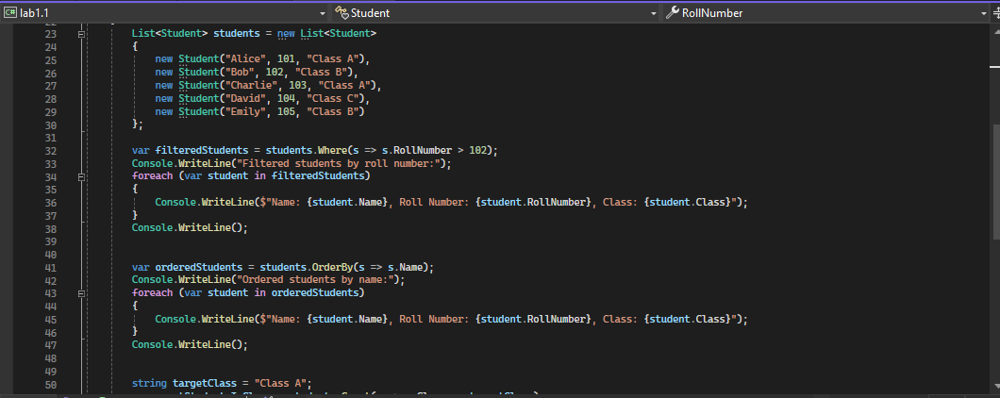 C# lab1.1
Student
RollNumber
23 List<Student> students = new List<Student>
24 {
25 new Student("Alice", 101, "Class A"),
26 new Student("Bob", 102, "Class B"),
27 new Student("Charlie", 103, "Class A"),
28 new Student("David", 104, "Class C"),
29 new Student("Emily", 105, "Class B")
30 };
31
32 var filteredStudents = students.Where(s => s.RollNumber > 102);
33 Console.WriteLine("Filtered students by roll number:");
34 foreach (var student in filteredStudents)
35 {
36 Console.WriteLine($"Name: {student.Name}, Roll Number: {student.RollNumber}, Class: {student.Class}");
37 }
38 Console.WriteLine();
39
40
41 var orderedStudents = students.OrderBy(s => s.Name);
42 Console.WriteLine("Ordered students by name:");
43 foreach (var student in orderedStudents)
44 {
45 Console.WriteLine($"Name: {student.Name}, Roll Number: {student.RollNumber}, Class: {student.Class}");
46 }
47 Console.WriteLine();
48
49
50 string targetClass = "Class A";